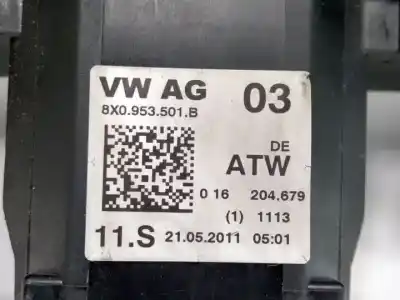 VW AG 03
8X0.953.501.B
DE
ATW
0 16 204.679
(1) 1113
11.S 21.05.2011 05:01